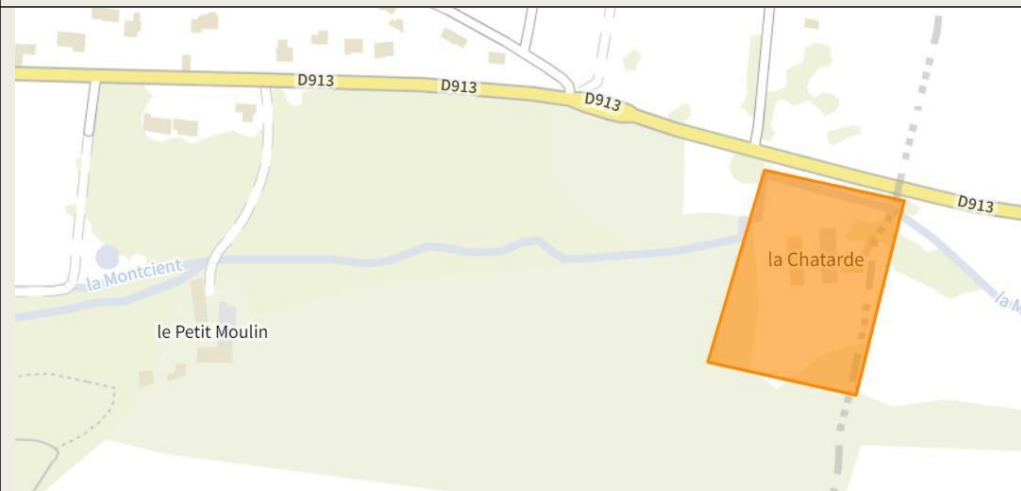 D913
D913
D913
D913
la Chatarde
la Montcient
le Petit Moulin
la M